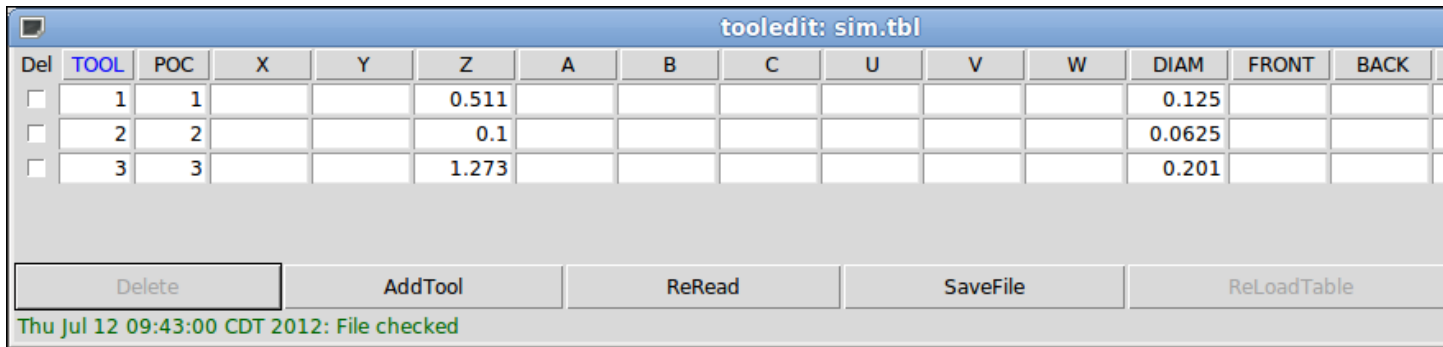 tooledit: sim.tbl
Del TOOL POC X Y Z A B C U V W DIAM FRONT BACK
1 1 0.511 0.125
2 2 0.1 0.0625
3 3 1.273 0.201
Delete AddTool ReRead SaveFile ReLoadTable
Thu Jul 12 09:43:00 CDT 2012: File checked